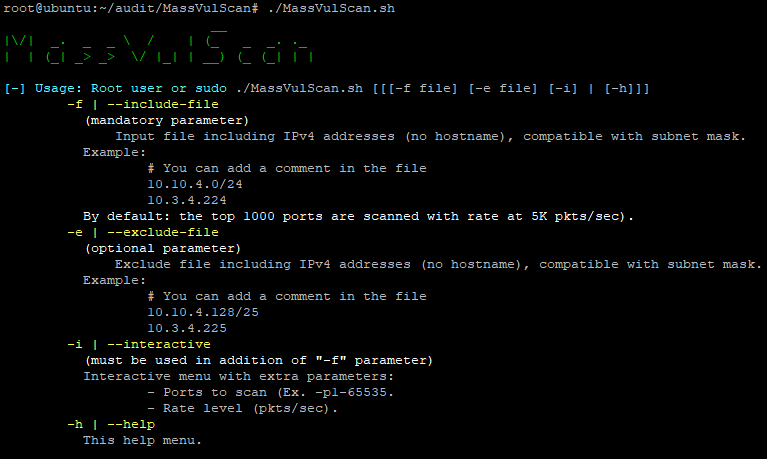 root@ubuntu:~/audit/MassVulScan# ./MassVulScan.sh
MassVulScan
[-] Usage: Root user or sudo ./MassVulScan.sh [[[-f file] [-e file] [-i] | [-h]]]
-f | --include-file
(mandatory parameter)
Input file including IPv4 addresses (no hostname), compatible with subnet mask.
Example:
# You can add a comment in the file
10.10.4.0/24
10.3.4.224
By default: the top 1000 ports are scanned with rate at 5K pkts/sec).
-e | --exclude-file
(optional parameter)
Exclude file including IPv4 addresses (no hostname), compatible with subnet mask.
Example:
# You can add a comment in the file
10.10.4.128/25
10.3.4.225
-i | --interactive
(must be used in addition of "-f" parameter)
Interactive menu with extra parameters:
- Ports to scan (Ex. -p1-65535.
- Rate level (pkts/sec).
-h | --help
This help menu.